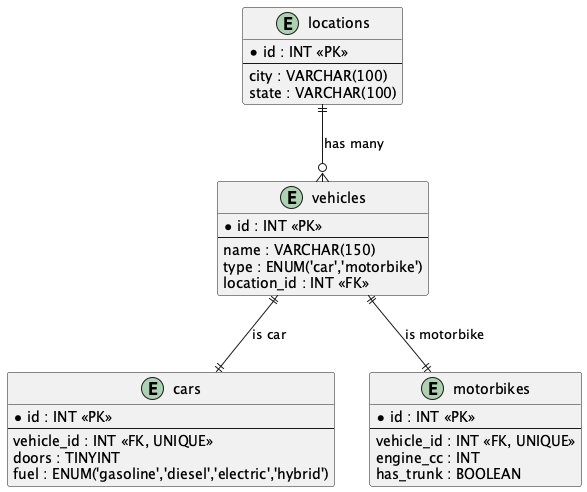 E locations
* id : INT «PK»
city : VARCHAR(100)
state : VARCHAR(100)
has many
E vehicles
* id : INT «PK»
name : VARCHAR(150)
type : ENUM('car','motorbike')
location_id : INT «FK»
is car
is motorbike
E cars
* id : INT «PK»
vehicle_id : INT «FK, UNIQUE»
doors : TINYINT
fuel : ENUM('gasoline','diesel','electric','hybrid')
E motorbikes
* id : INT «PK»
vehicle_id : INT «FK, UNIQUE»
engine_cc : INT
has_trunk : BOOLEAN